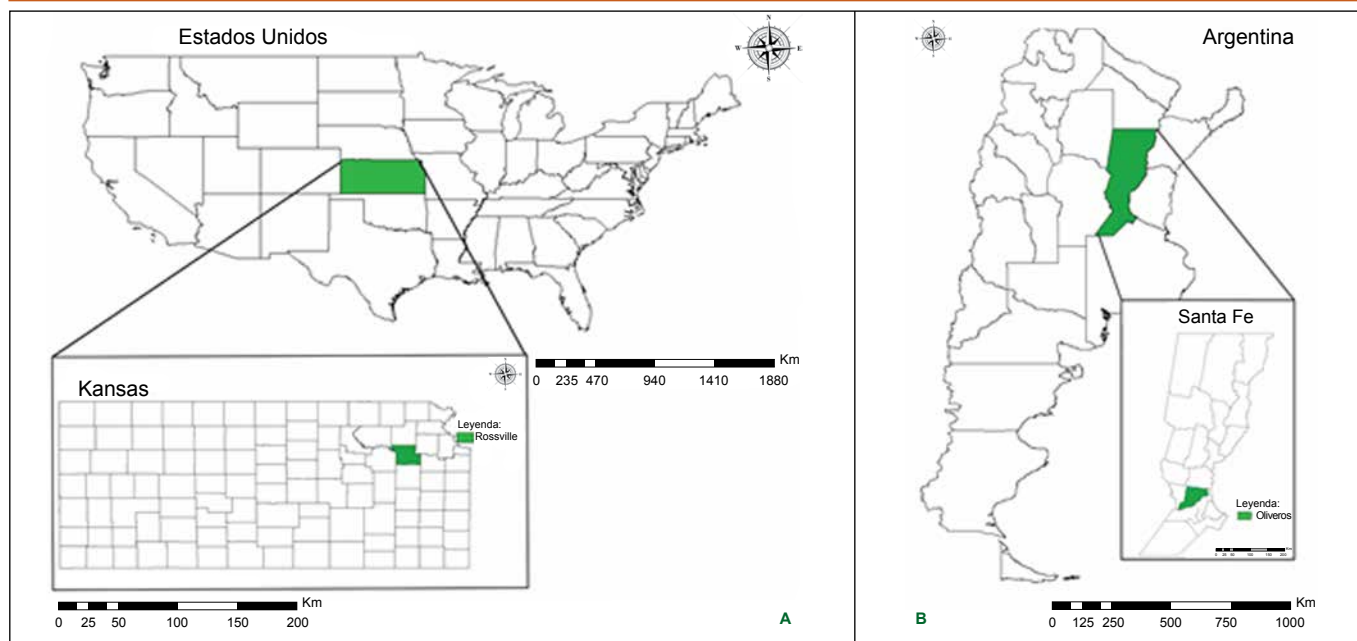 Estados Unidos
N
W E
S
Km
0 235 470 940 1410 1880
Kansas
Leyenda:
Rossville
Km
0 25 50 100 150 200
A
Argentina
Santa Fe
Leyenda:
Oliveros
B
Km
0 125 250 500 750 1000